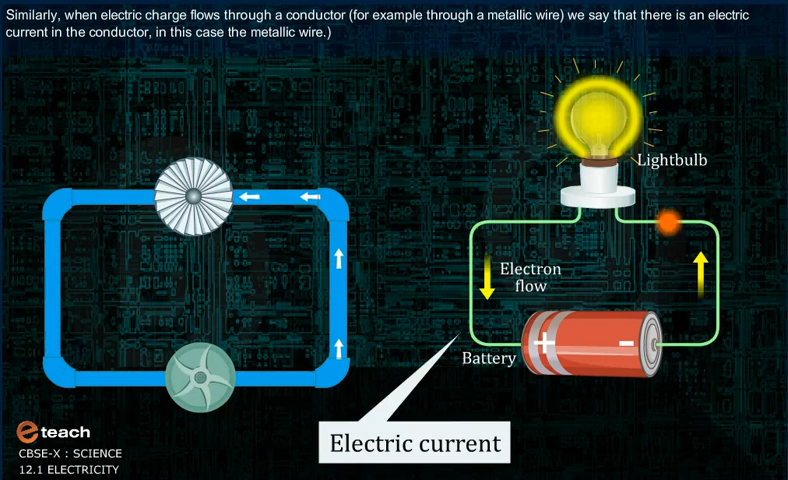 Similarly, when electric charge flows through a conductor (for example through a metallic wire) we say that there is an electric
current in the conductor, in this case the metallic wire.)
Lightbulb
Electron
flow
Battery
+
-
Electric current
e teach
CBSE-X : SCIENCE
12.1 ELECTRICITY